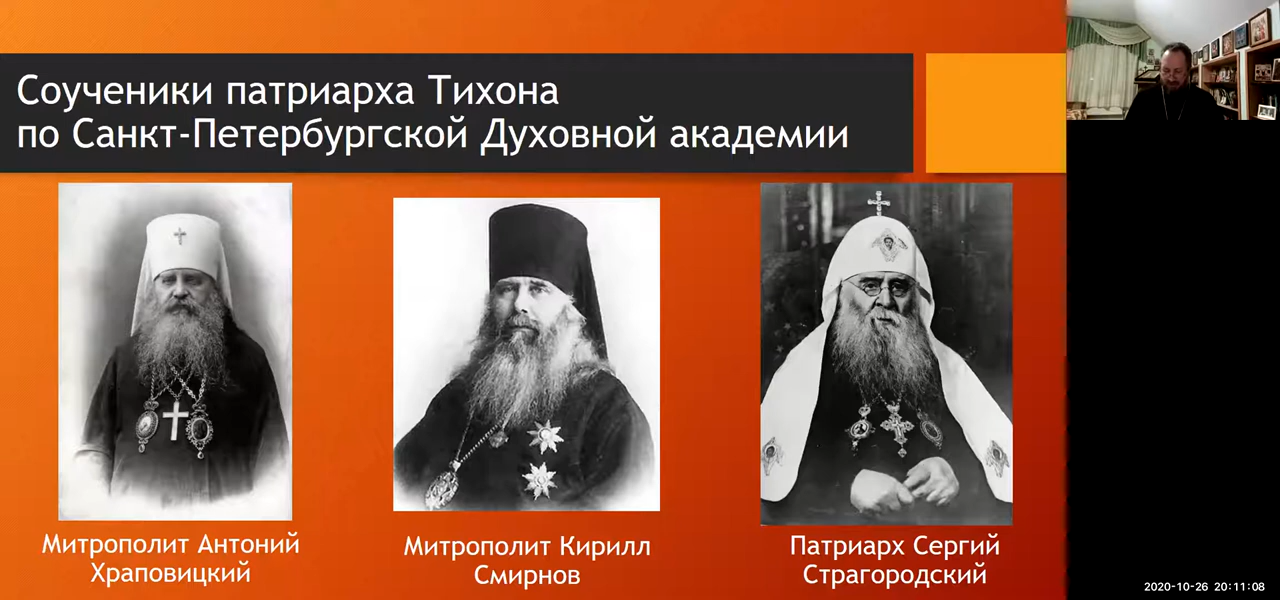 Соученики патриарха Тихона
по Санкт-Петербургской Духовной академии
Митрополит Антоний
Храповицкий
Митрополит Кирилл
Смирнов
Патриарх Сергий
Страгородский
2020-10-26 20:11:08